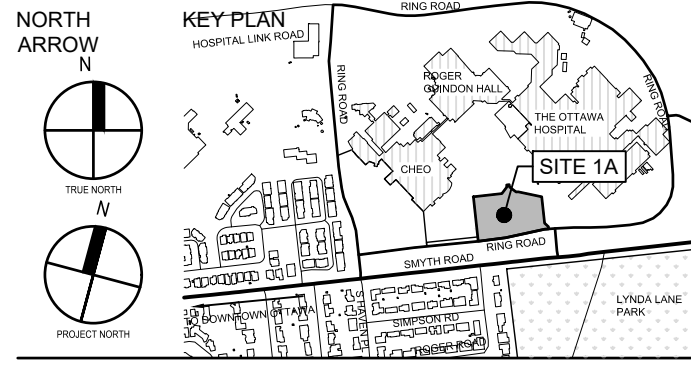 NORTH
ARROW
N
TRUE NORTH
N
PROJECT NORTH
KEY PLAN
HOSPITAL LINK ROAD
RING ROAD
RING ROAD
ROGER
GUINDON HALL
RING ROAD
THE OTTAWA
HOSPITAL
CHEO
SITE 1A
RING ROAD
SMYTH ROAD
TO DOWNTOWN OTTAWA
SIMPSON RD
ROGER ROAD
LYNDA LANE
PARK